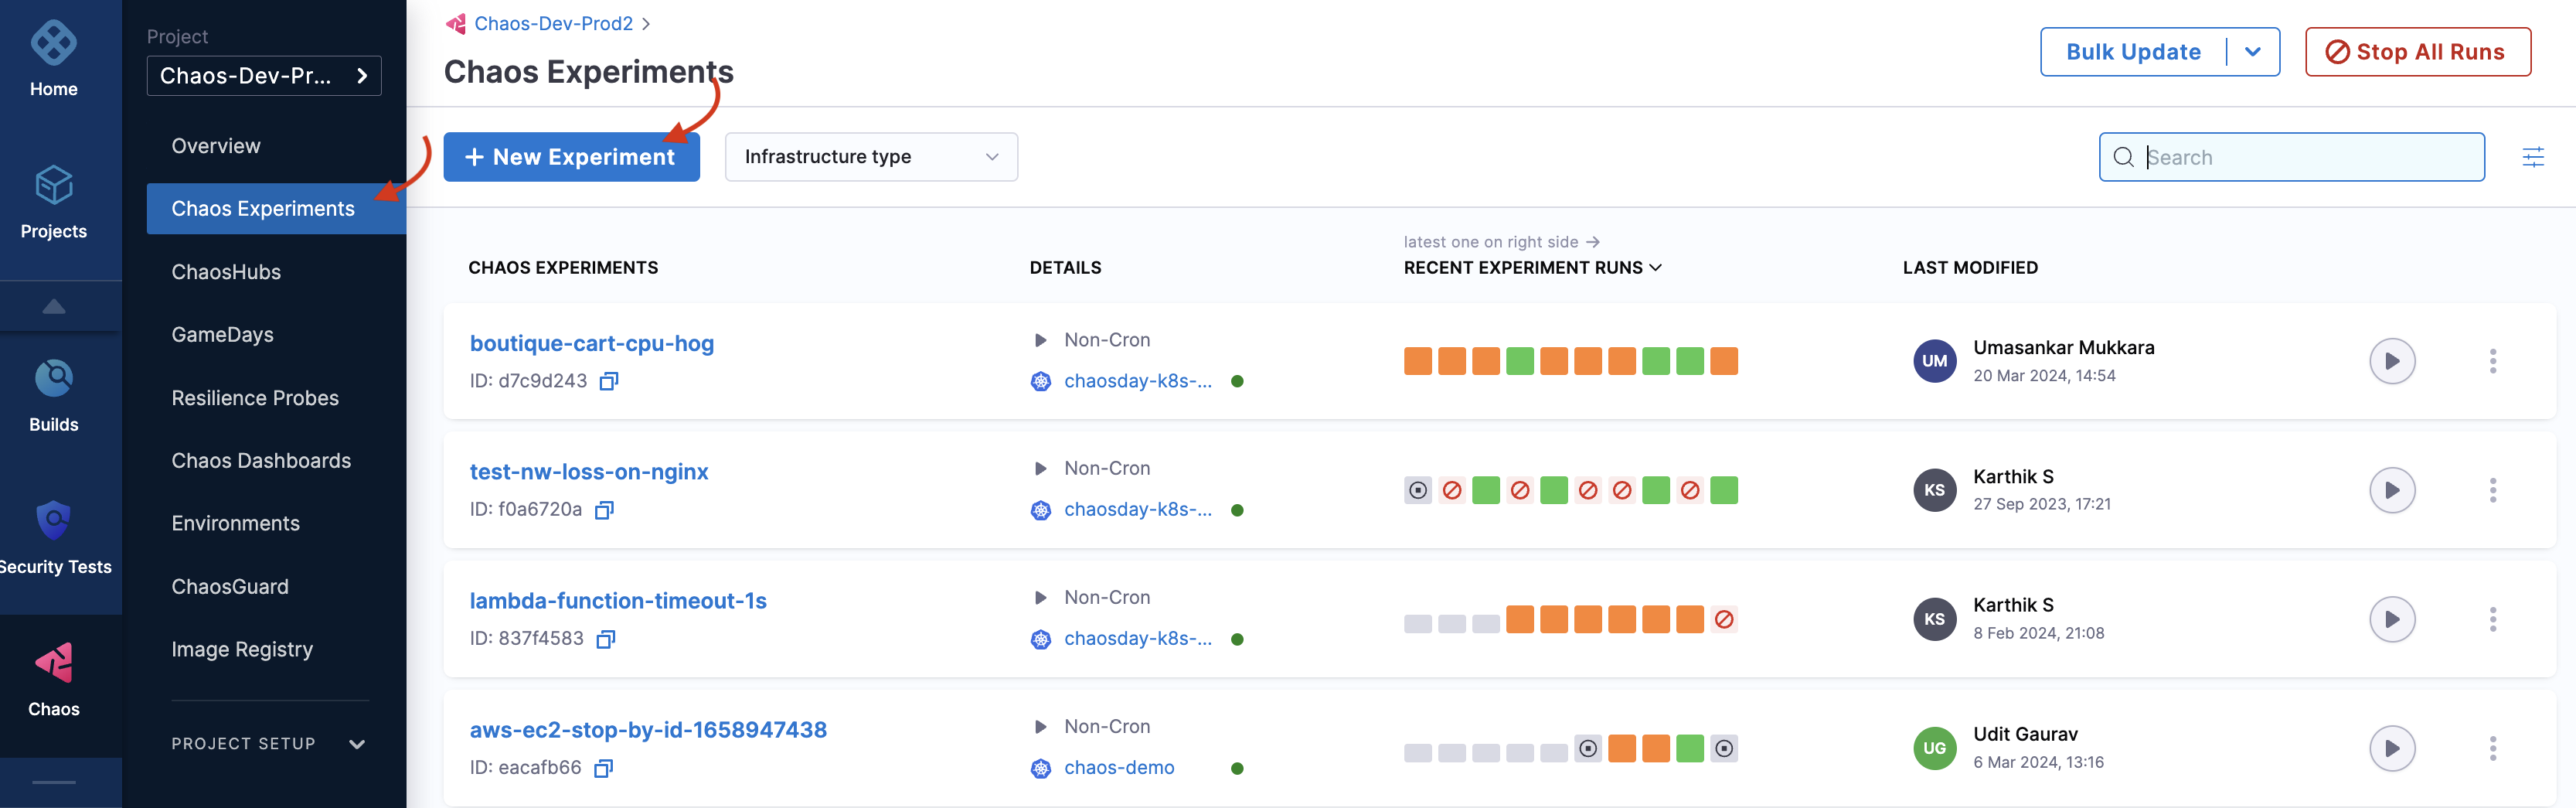 Home
Projects
Builds
Security Tests
Chaos
Project
Chaos-Dev-Pr...
Overview
Chaos Experiments
ChaosHubs
GameDays
Resilience Probes
Chaos Dashboards
Environments
ChaosGuard
Image Registry
PROJECT SETUP
Chaos-Dev-Prod2
Chaos Experiments
Bulk Update
Stop All Runs
+ New Experiment
Infrastructure type
Search
latest one on right side →
CHAOS EXPERIMENTS DETAILS RECENT EXPERIMENT RUNS LAST MODIFIED
boutique-cart-cpu-hog
ID: d7c9d243
Non-Cron
chaosday-k8s-...
UM
Umasankar Mukkara
20 Mar 2024, 14:54
test-nw-loss-on-nginx
ID: f0a6720a
Non-Cron
chaosday-k8s-...
KS
Karthik S
27 Sep 2023, 17:21
lambda-function-timeout-1s
ID: 837f4583
Non-Cron
chaosday-k8s-...
KS
Karthik S
8 Feb 2024, 21:08
aws-ec2-stop-by-id-1658947438
ID: eacafb66
Non-Cron
chaos-demo
UG
Udit Gaurav
6 Mar 2024, 13:16